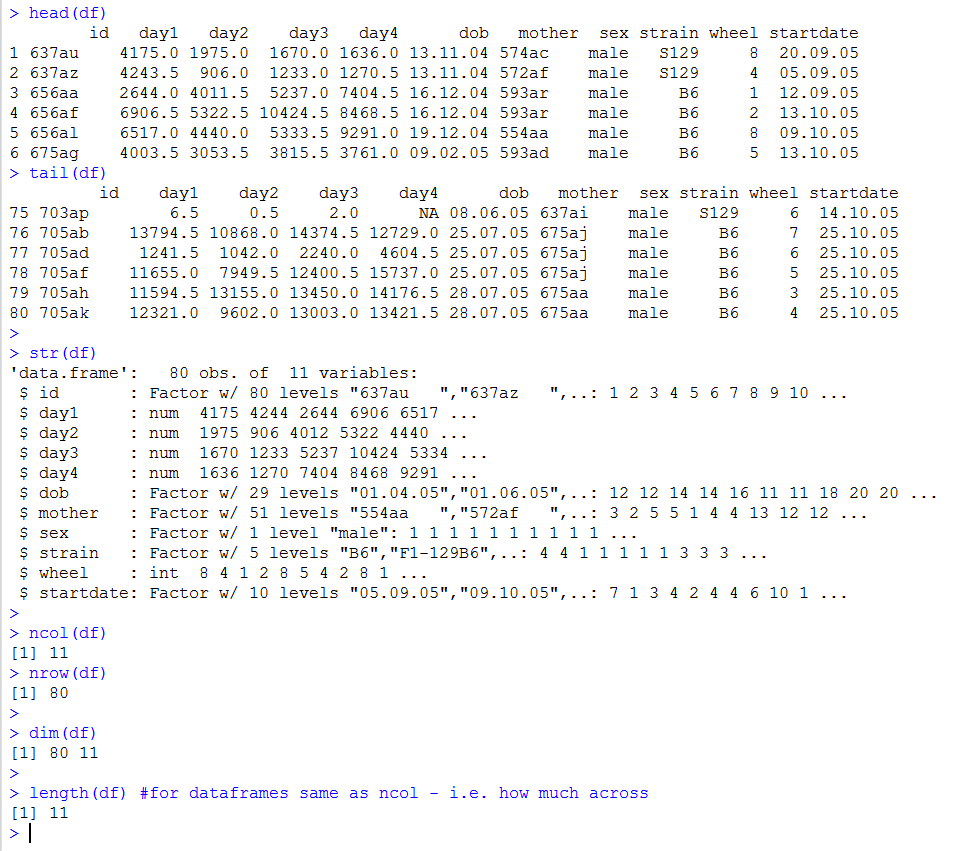 > head(df)
     id   day1   day2    day3   day4      dob mother  sex strain wheel startdate
1 637au 4175.0 1975.0  1670.0 1636.0 13.11.04  574ac male   S129     8  20.09.05
2 637az 4243.5  906.0  1233.0 1270.5 13.11.04  572af male   S129     4  05.09.05
3 656aa 2644.0 4011.5  5237.0 7404.5 16.12.04  593ar male     B6     1  12.09.05
4 656af 6906.5 5322.5 10424.5 8468.5 16.12.04  593ar male     B6     2  13.10.05
5 656al 6517.0 4440.0  5333.5 9291.0 19.12.04  554aa male     B6     8  09.10.05
6 675ag 4003.5 3053.5  3815.5 3761.0 09.02.05  593ad male     B6     5  13.10.05
> tail(df)
      id    day1    day2    day3    day4      dob mother  sex strain wheel startdate
75 703ap     6.5     0.5     2.0      NA 08.06.05  637ai male   S129     6  14.10.05
76 705ab 13794.5 10868.0 14374.5 12729.0 25.07.05  675aj male     B6     7  25.10.05
77 705ad  1241.5  1042.0  2240.0  4604.5 25.07.05  675aj male     B6     6  25.10.05
78 705af 11655.0  7949.5 12400.5 15737.0 25.07.05  675aj male     B6     5  25.10.05
79 705ah 11594.5 13155.0 13450.0 14176.5 28.07.05  675aa male     B6     3  25.10.05
80 705ak 12321.0  9602.0 13003.0 13421.5 28.07.05  675aa male     B6     4  25.10.05
>
> str(df)
'data.frame':   80 obs. of  11 variables:
 $ id       : Factor w/ 80 levels "637au   ","637az   ",..: 1 2 3 4 5 6 7 8 9 10 ...
 $ day1     : num  4175 4244 2644 6906 6517 ...
 $ day2     : num  1975 906 4012 5322 4440 ...
 $ day3     : num  1670 1233 5237 10424 5334 ...
 $ day4     : num  1636 1270 7404 8468 9291 ...
 $ dob      : Factor w/ 29 levels "01.04.05","01.06.05",..: 12 12 14 14 16 11 11 18 20 20 ...
 $ mother   : Factor w/ 51 levels "554aa   ","572af   ",..: 3 2 5 5 1 4 4 13 12 12 ...
 $ sex      : Factor w/ 1 level "male": 1 1 1 1 1 1 1 1 1 1 ...
 $ strain   : Factor w/ 5 levels "B6","F1-129B6",..: 4 4 1 1 1 1 1 3 3 3 ...
 $ wheel    : int  8 4 1 2 8 5 4 2 8 1 ...
 $ startdate: Factor w/ 10 levels "05.09.05","09.10.05",..: 7 1 3 4 2 4 4 6 10 1 ...
>
> ncol(df)
[1] 11
> nrow(df)
[1] 80
>
> dim(df)
[1] 80 11
>
> length(df) #for dataframes same as ncol - i.e. how much across
[1] 11
>